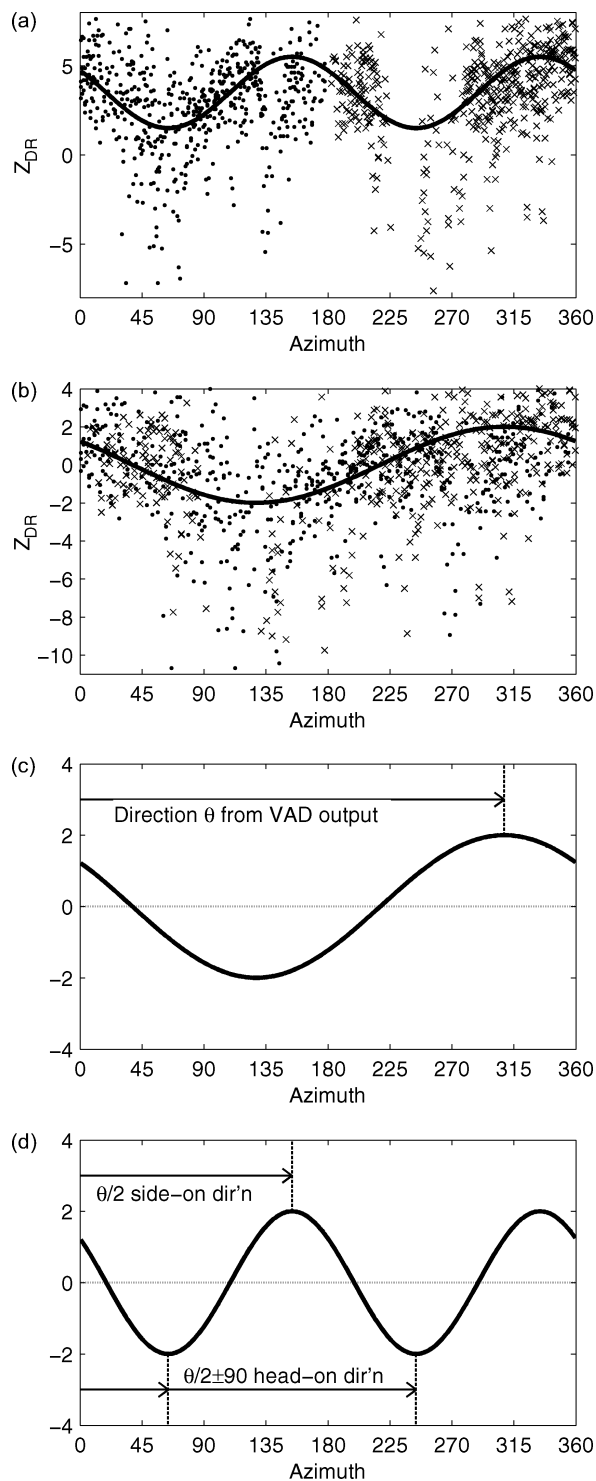 (a)
5
0
−5
Z_DR
0 45 90 135 180 225 270 315 360
Azimuth
(b)
4
2
0
−2
−4
−6
−8
−10
Z_DR
0 45 90 135 180 225 270 315 360
Azimuth
(c)
4
2
0
−2
−4
Direction θ from VAD output
0 45 90 135 180 225 270 315 360
Azimuth
(d)
4
2
0
−2
−4
θ/2 side−on dir'n
θ/2±90 head−on dir'n
0 45 90 135 180 225 270 315 360
Azimuth